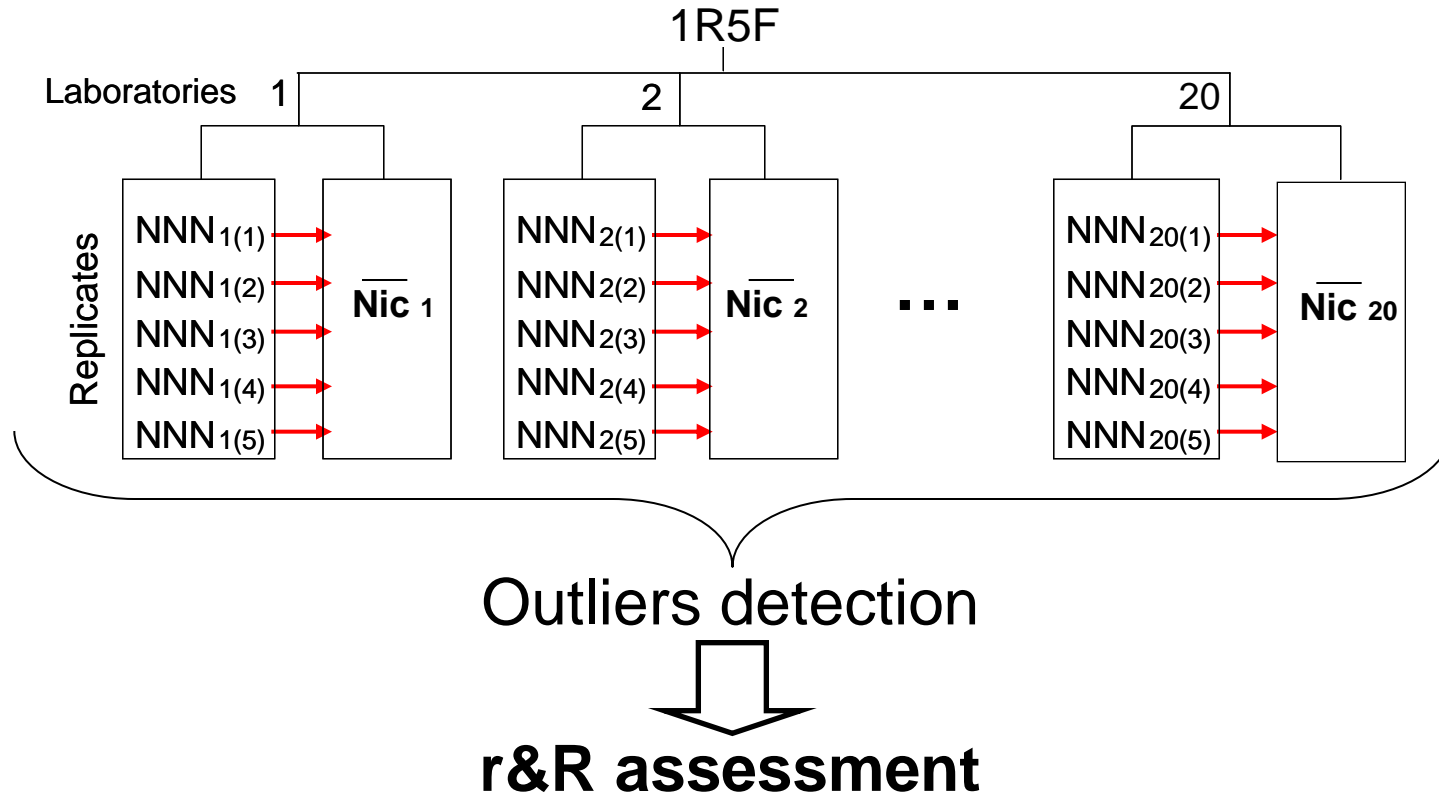 1R5F
Laboratories 1 2 20
Replicates
NNN1(1) NNN2(1) NNN20(1)
NNN1(2) NNN2(2) NNN20(2)
Nic 1 Nic 2 ... Nic 20
NNN1(3) NNN2(3) NNN20(3)
NNN1(4) NNN2(4) NNN20(4)
NNN1(5) NNN2(5) NNN20(5)
Outliers detection
r&R assessment